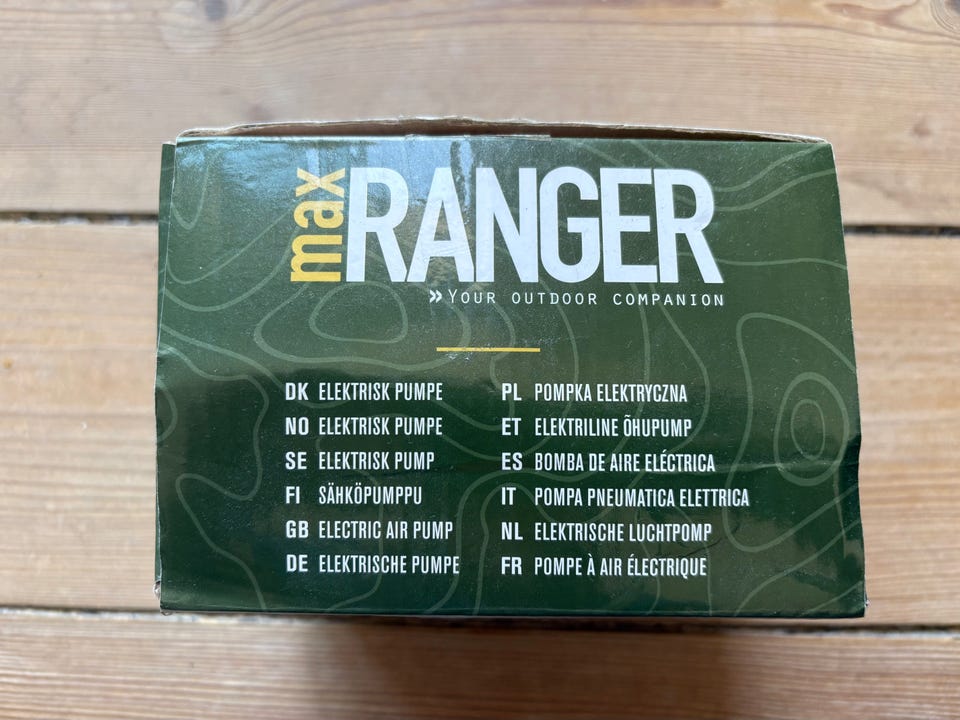 max RANGER
» YOUR OUTDOOR COMPANION
DK ELEKTRISK PUMPE
NO ELEKTRISK PUMPE
SE ELEKTRISK PUMP
FI SÄHKÖPUMPPU
GB ELECTRIC AIR PUMP
DE ELEKTRISCHE PUMPE
PL POMPKA ELEKTRYCZNA
ET ELEKTRILINE ÕHUPUMP
ES BOMBA DE AIRE ELÉCTRICA
IT POMPA PNEUMATICA ELETTRICA
NL ELEKTRISCHE LUCHTPOMP
FR POMPE À AIR ÉLECTRIQUE